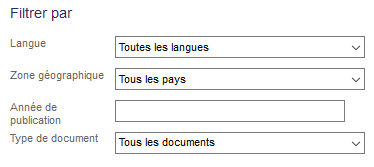 Filtrer par
Langue
Toutes les langues
Zone géographique
Tous les pays
Année de
publication
Type de document
Tous les documents